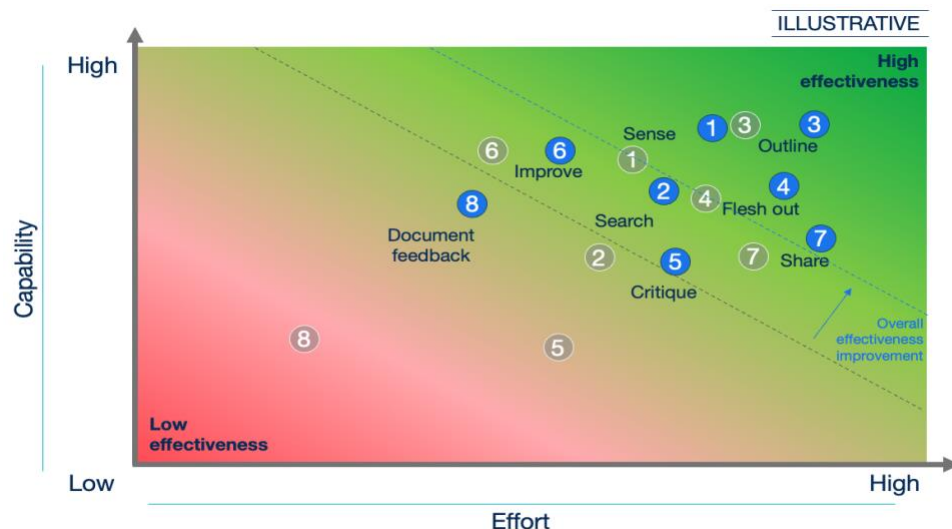 ILLUSTRATIVE
High
High
effectiveness
Sense
1
3
3
Outline
6
6
Improve
1
2
4
4
Flesh out
8
Search
Document
feedback
2
5
Critique
7
7
Share
Capability
8
5
Overall
effectiveness
improvement
Low
effectiveness
Low
High
Effort